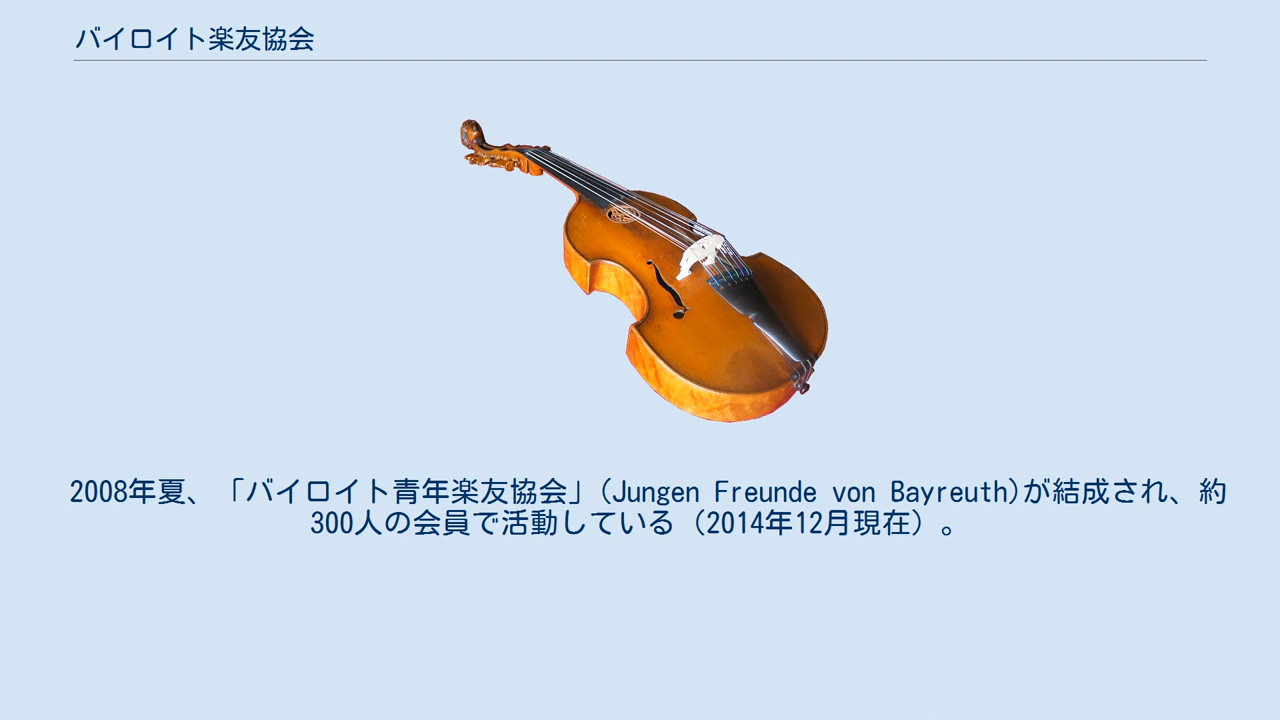 バイロイト楽友協会
2008年夏、「バイロイト青年楽友協会」(Jungen Freunde von Bayreuth)が結成され、約
300人の会員で活動している（2014年12月現在）。